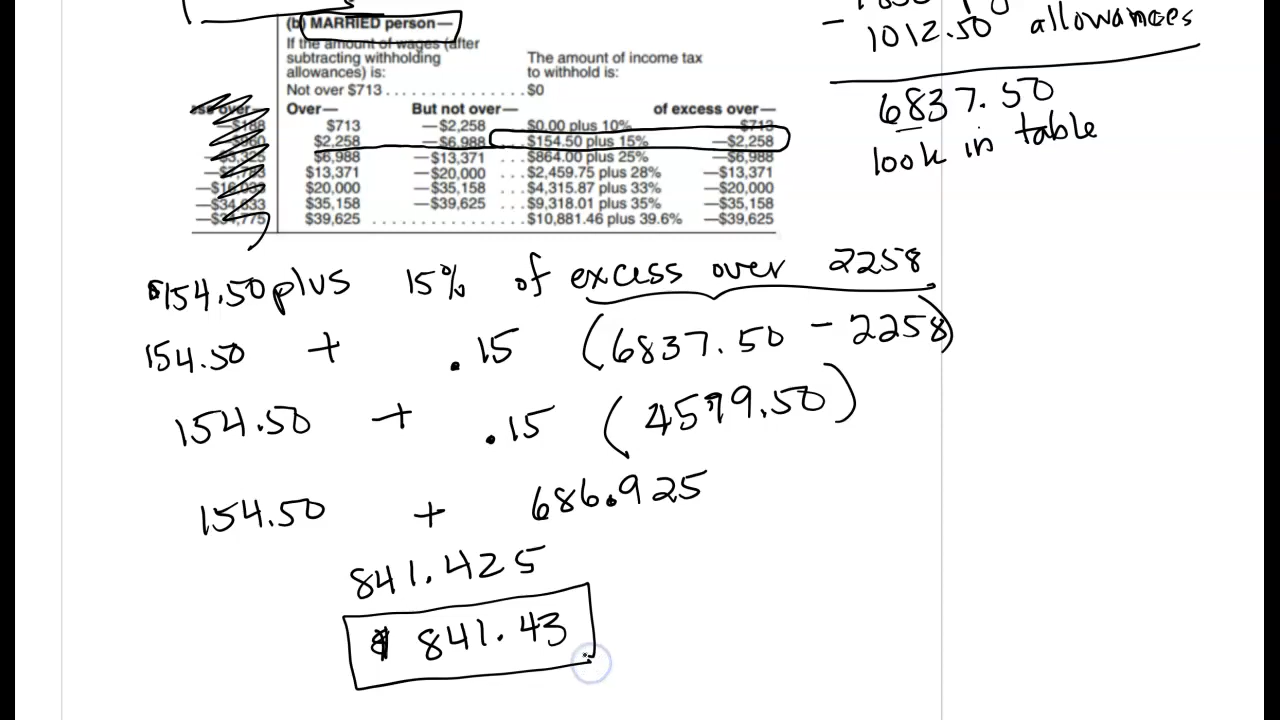 1012.50 allowances
6837.50
look in table
(b) MARRIED person—
If the amount of wages (after
subtracting withholding
allowances) is:
The amount of income tax
to withhold is:
Not over $713 . . . . . . . . . . . . . . . $0
Over— But not over— of excess over—
$713 —$2,258 $0.00 plus 10% —$713
$2,258 —$6,988 . . . $154.50 plus 15% —$2,258
$6,988 —$13,371 . . . $864.00 plus 25% —$6,988
$13,371 —$20,000 . . . $2,459.75 plus 28% —$13,371
$20,000 —$35,158 . . . $4,315.87 plus 33% —$20,000
$35,158 —$39,625 . . . $9,318.01 plus 35% —$35,158
$39,625 . . . . . . . . . . . . . . . . . $10,881.46 plus 39.6% —$39,625
$154.50 plus 15% of excess over 2258
154.50 + .15 (6837.50 - 2258)
154.50 + .15 (4579.50)
154.50 + 686.925
841.425
$ 841.43